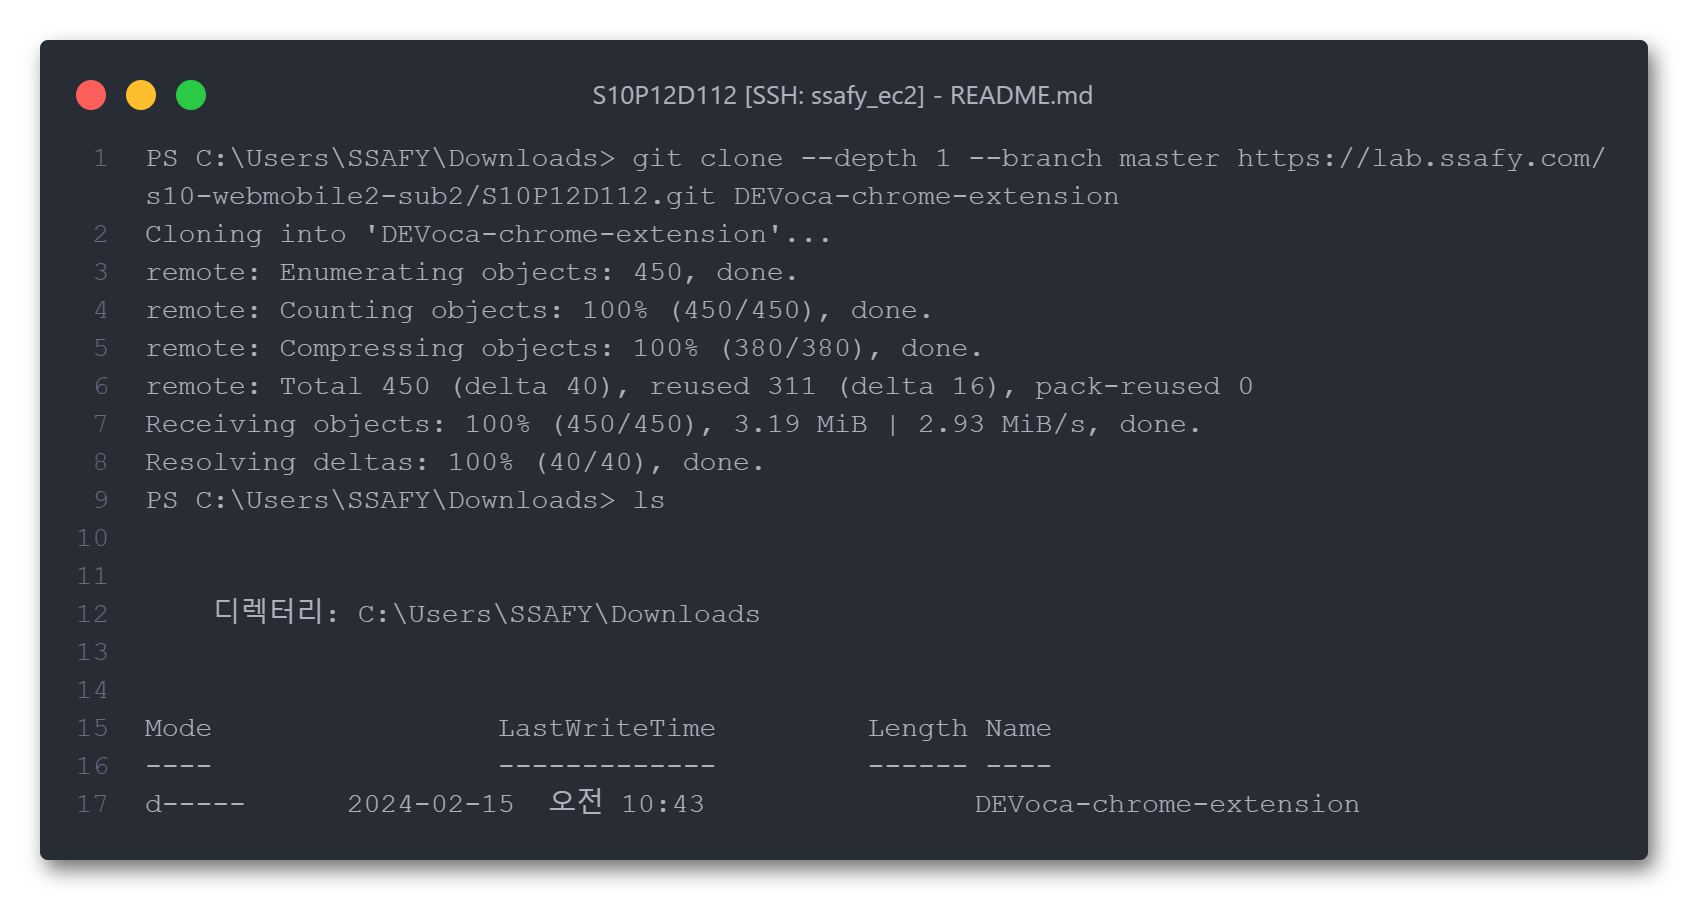 S10P12D112 [SSH: ssafy_ec2] - README.md
1 PS C:\Users\SSAFY\Downloads> git clone --depth 1 --branch master https://lab.ssafy.com/
s10-webmobile2-sub2/S10P12D112.git DEVoca-chrome-extension
2 Cloning into 'DEVoca-chrome-extension'...
3 remote: Enumerating objects: 450, done.
4 remote: Counting objects: 100% (450/450), done.
5 remote: Compressing objects: 100% (380/380), done.
6 remote: Total 450 (delta 40), reused 311 (delta 16), pack-reused 0
7 Receiving objects: 100% (450/450), 3.19 MiB | 2.93 MiB/s, done.
8 Resolving deltas: 100% (40/40), done.
9 PS C:\Users\SSAFY\Downloads> ls
10
11
12 디렉터리: C:\Users\SSAFY\Downloads
13
14
15 Mode LastWriteTime Length Name
16 ---- ------------- ------ ----
17 d----- 2024-02-15 오전 10:43 DEVoca-chrome-extension